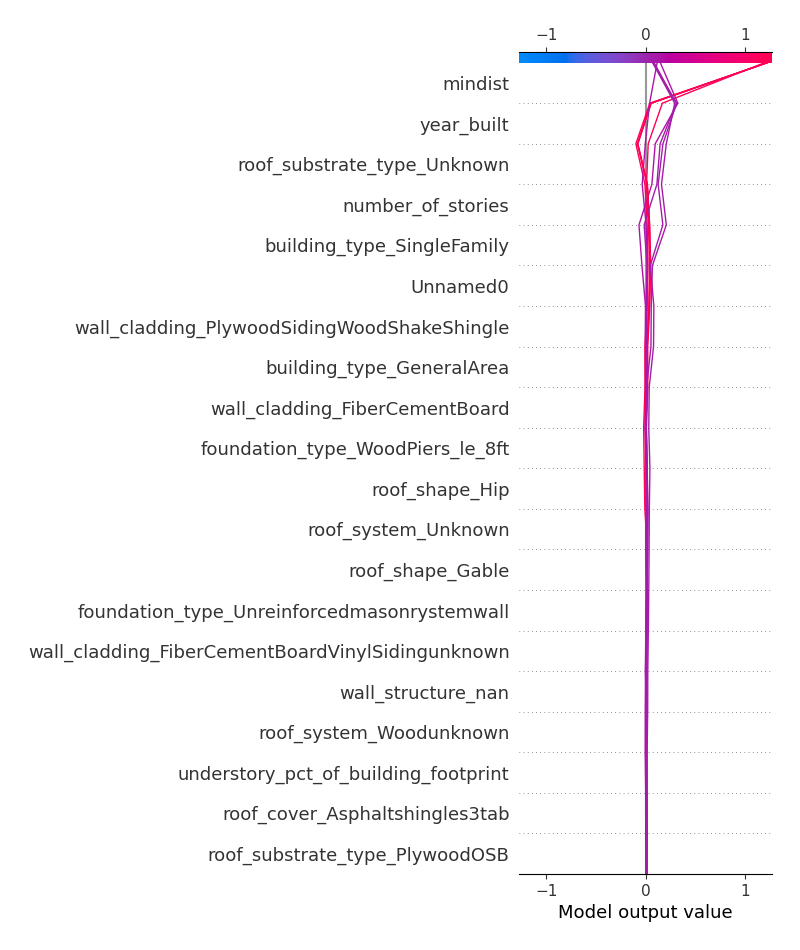 −1 0 1
mindist
year_built
roof_substrate_type_Unknown
number_of_stories
building_type_SingleFamily
Unnamed0
wall_cladding_PlywoodSidingWoodShakeShingle
building_type_GeneralArea
wall_cladding_FiberCementBoard
foundation_type_WoodPiers_le_8ft
roof_shape_Hip
roof_system_Unknown
roof_shape_Gable
foundation_type_Unreinforcedmasonrystemwall
wall_cladding_FiberCementBoardVinylSidingunknown
wall_structure_nan
roof_system_Woodunknown
understory_pct_of_building_footprint
roof_cover_Asphaltshingles3tab
roof_substrate_type_PlywoodOSB
−1 0 1
Model output value